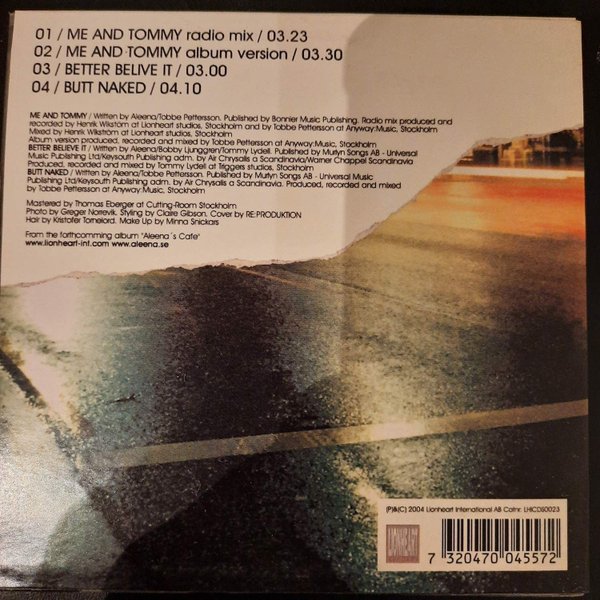 01 / ME AND TOMMY radio mix / 03.23
02 / ME AND TOMMY album version / 03.30
03 / BETTER BELIVE IT / 03.00
04 / BUTT NAKED / 04.10
ME AND TOMMY / Written by Aleena/Tobbe Pettersson. Published by Bonnier Music Publishing. Radio mix produced and
recorded by Henrik Wikström at Lionheart studios, Stockholm and by Tobbe Petterson at Anyway:Music, Stockholm
Mixed by Henrik Wikström at Lionheart studios, Stockholm.
Album version produced, recorded and mixed by Tobbe Petterson at Anyway:Music, Stockholm
BETTER BELIEVE IT / Written by Aleena/Bobby Ljunggren/Tommy Lydell. Published by Murlyn Songs AB - Universal
Music Publishing Ltd/Keysouth Publishing adm. by Air Chrysalis a Scandinavia/Warner Chappel Scandinavia
Produced, recorded and mixed by Tommy Lydell at Triggers studios, Stockholm
BUTT NAKED / Written by Aleena/Tobbe Petterson. Published by Murlyn Songs AB - Universal Music
Publishing Ltd/Keysouth Publishing adm. by Air Chrysalis a Scandinavia. Produced, recorded and mixed
by Tobbe Petterson at Anyway:Music, Stockholm
Mastered by Thomas Eberger at Cutting-Room Stockholm
Photo by Greger Norrevik. Styling by Claire Gibson. Cover by RE:PRODUKTION
Hair by Kristofer Tornelord. Make Up by Minna Snickars
From the forthcomming album "Aleena´s Cafe"
www.lionheart-int.com www.aleena.se
(P)&(C) 2004 Lionheart International AB Catnr: LHICDS0023
LIONHEART
7 320470 045572